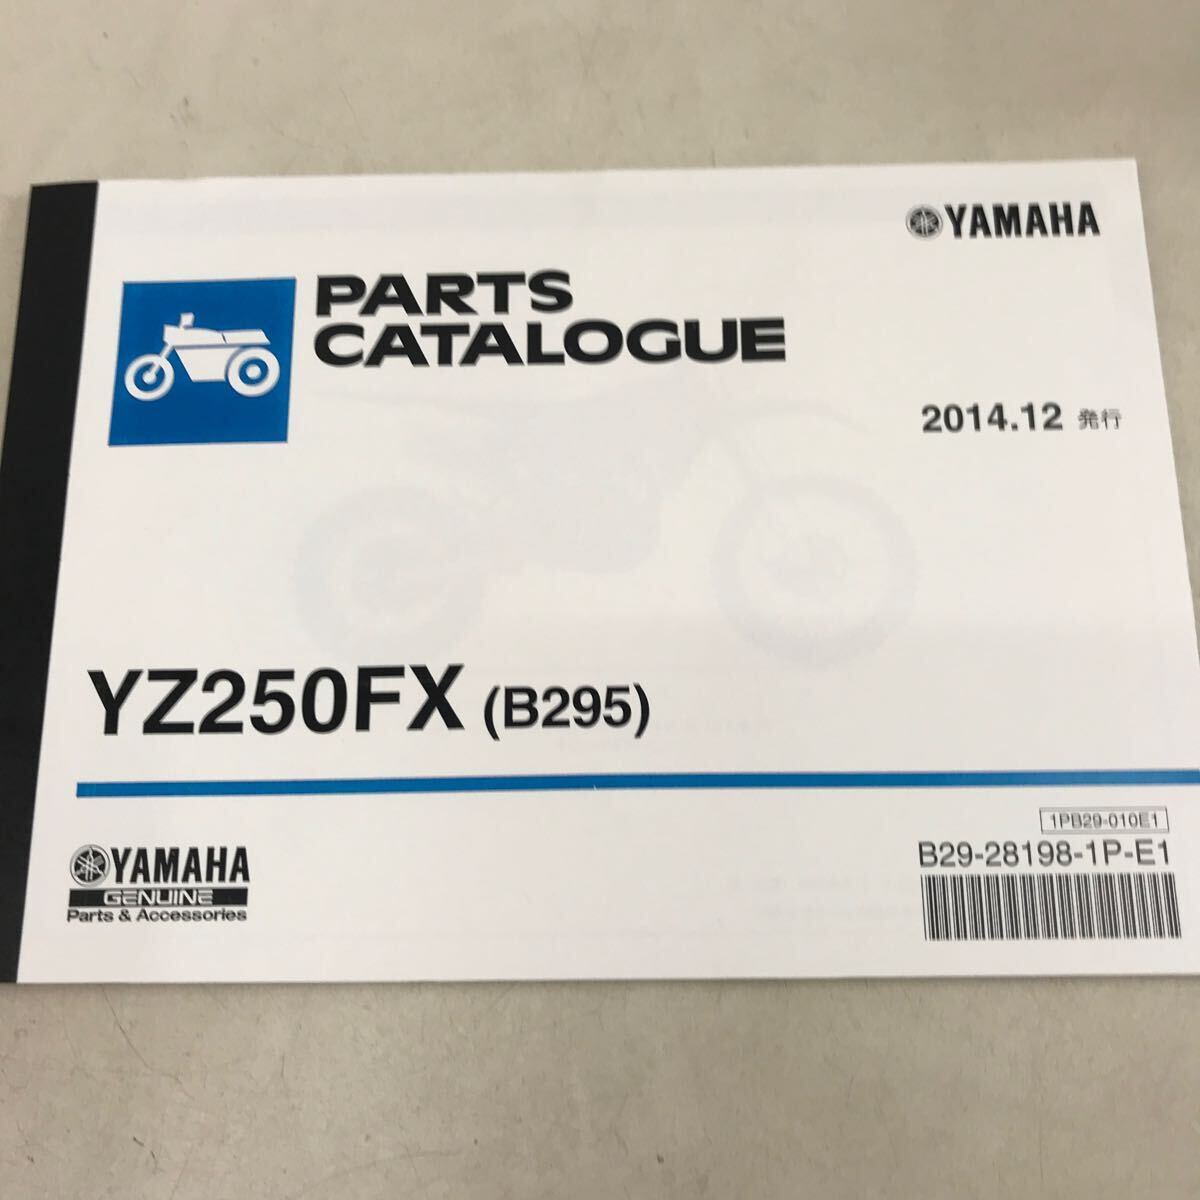 YAMAHA
PARTS
CATALOGUE
2014.12 発行
YZ250FX (B295)
1PB29-010E1
B29-28198-1P-E1
YAMAHA
GENUINE
Parts & Accessories